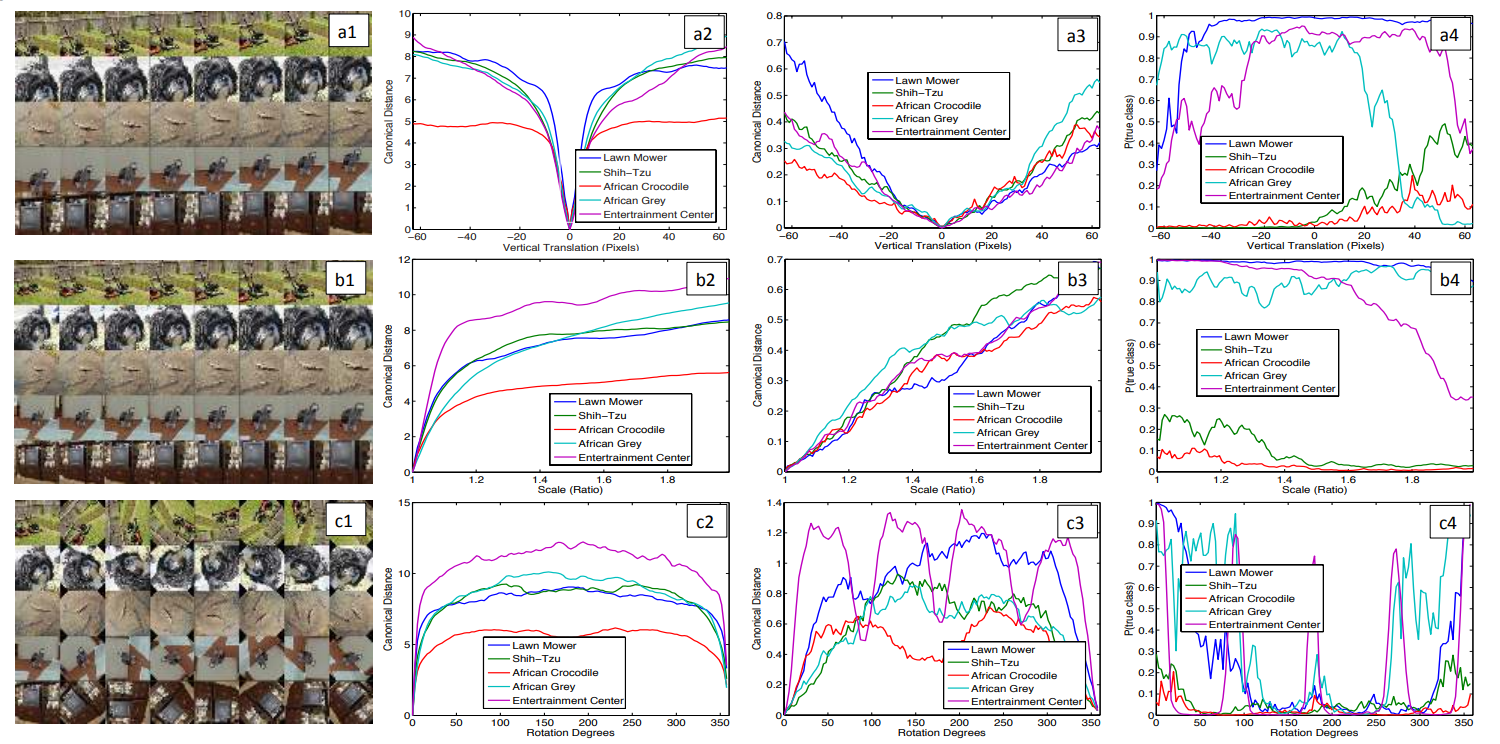 a1
a2
10
9
8
7
6
5
4
3
2
1
0
Canonical Distance
Lawn Mower
Shih−Tzu
African Crocodile
African Grey
Entertrainment Center
−60 −40 −20 0 20 40 60
Vertical Translation (Pixels)
a3
0.8
0.7
0.6
0.5
0.4
0.3
0.2
0.1
0
Canonical Distance
Lawn Mower
Shih−Tzu
African Crocodile
African Grey
Entertrainment Center
−60 −40 −20 0 20 40 60
Vertical Translation (Pixels)
a4
1
0.9
0.8
0.7
0.6
0.5
0.4
0.3
0.2
0.1
0
P(true class)
Lawn Mower
Shih−Tzu
African Crocodile
African Grey
Entertrainment Center
−60 −40 −20 0 20 40 60
Vertical Translation (Pixels)
b1
b2
12
10
8
6
4
2
0
Canonical Distance
Lawn Mower
Shih−Tzu
African Crocodile
African Grey
Entertrainment Center
1 1.2 1.4 1.6 1.8
Scale (Ratio)
b3
0.7
0.6
0.5
0.4
0.3
0.2
0.1
0
Canonical Distance
Lawn Mower
Shih−Tzu
African Crocodile
African Grey
Entertrainment Center
1 1.2 1.4 1.6 1.8
Scale (Ratio)
b4
1
0.9
0.8
0.7
0.6
0.5
0.4
0.3
0.2
0.1
0
P(true class)
Lawn Mower
Shih−Tzu
African Crocodile
African Grey
Entertrainment Center
1 1.2 1.4 1.6 1.8
Scale (Ratio)
c1
c2
15
10
5
0
Canonical Distance
Lawn Mower
Shih−Tzu
African Crocodile
African Grey
Entertrainment Center
0 50 100 150 200 250 300 350
Rotation Degrees
c3
1.4
1.2
1
0.8
0.6
0.4
0.2
0
Canonical Distance
Lawn Mower
Shih−Tzu
African Crocodile
African Grey
Entertrainment Center
0 50 100 150 200 250 300 350
Rotation Degrees
c4
1
0.9
0.8
0.7
0.6
0.5
0.4
0.3
0.2
0.1
0
P(true class)
Lawn Mower
Shih−Tzu
African Crocodile
African Grey
Entertrainment Center
0 50 100 150 200 250 300 350
Rotation Degrees